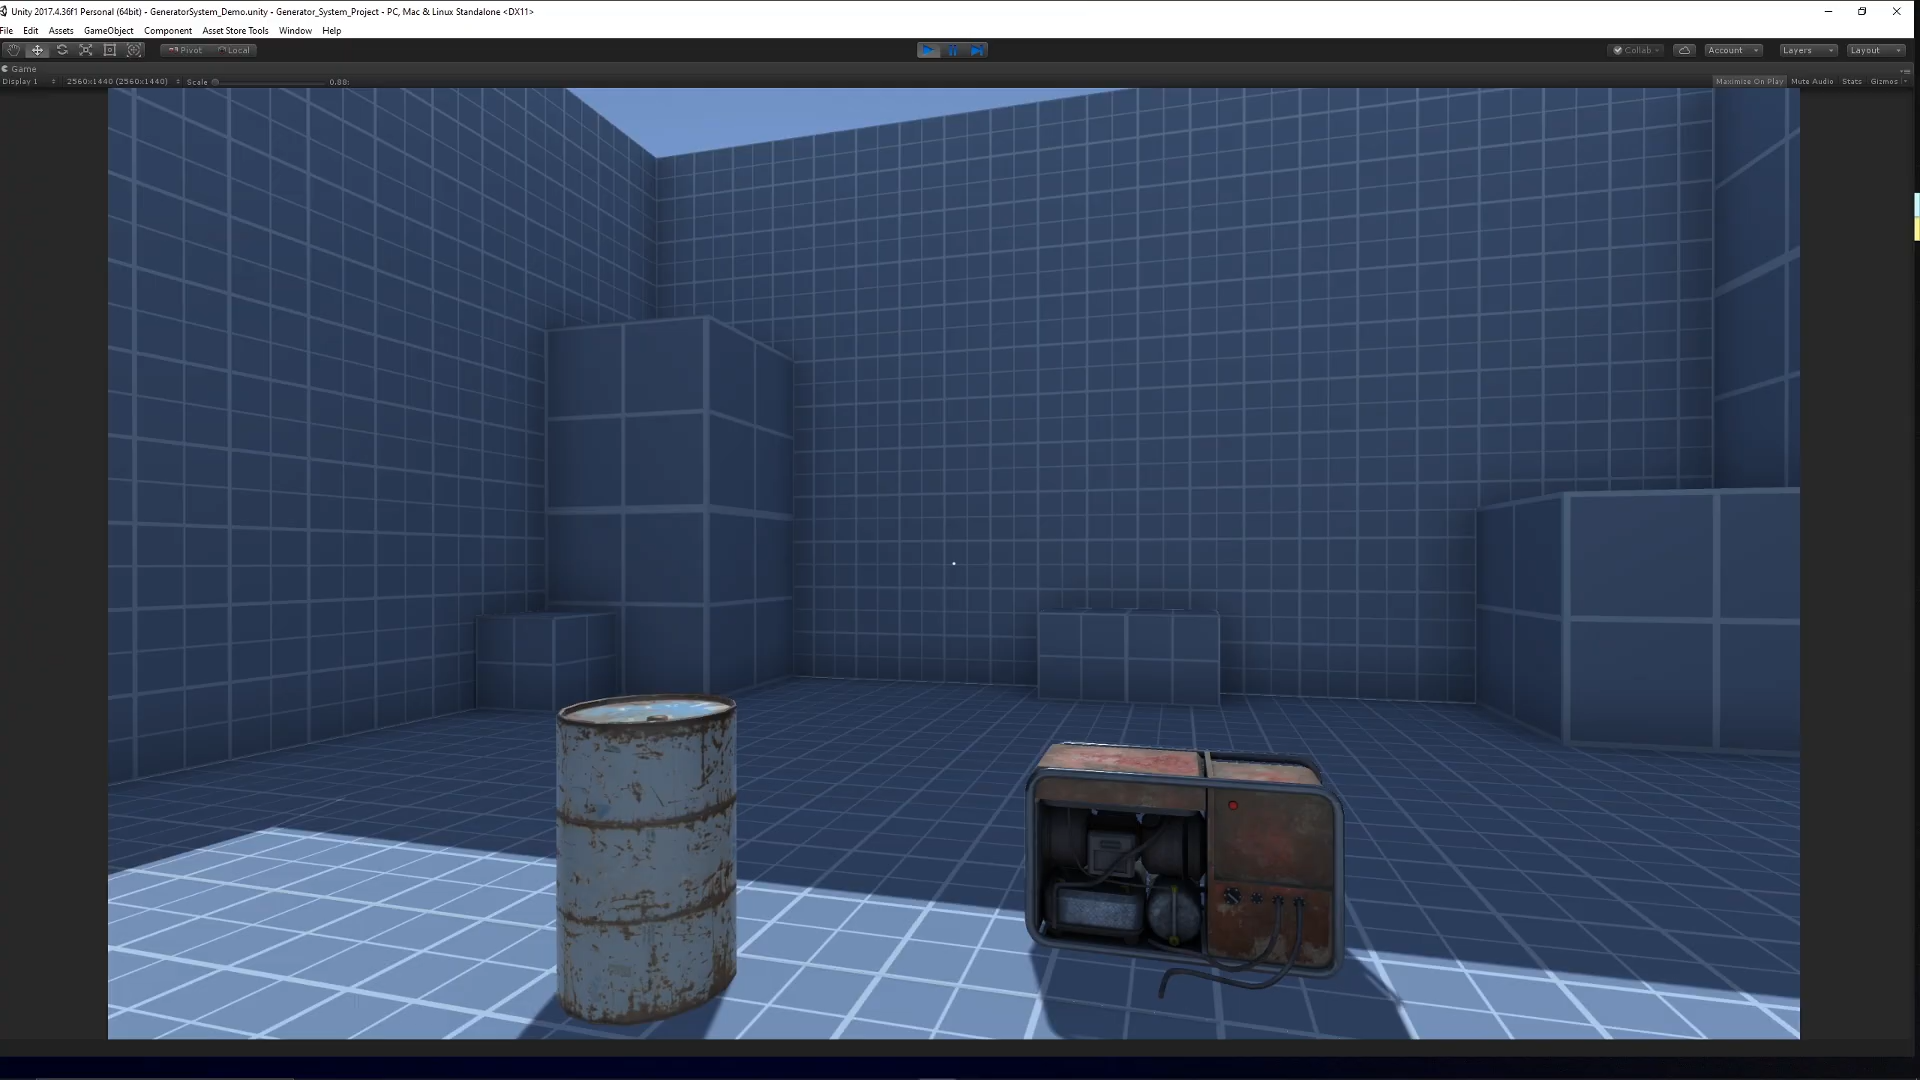 Unity 2017.4.36f1 Personal (64bit) - GeneratorSystem_Demo.unity - Generator_System_Project - PC, Mac & Linux Standalone <DX11>
File Edit Assets GameObject Component Asset Store Tools Window Help
Pivot Local Collab Account Layers Layout
Game
Display 1 2560x1440 (2560x1440) Scale 0.88: Maximize On Play Mute Audio Stats Gizmos